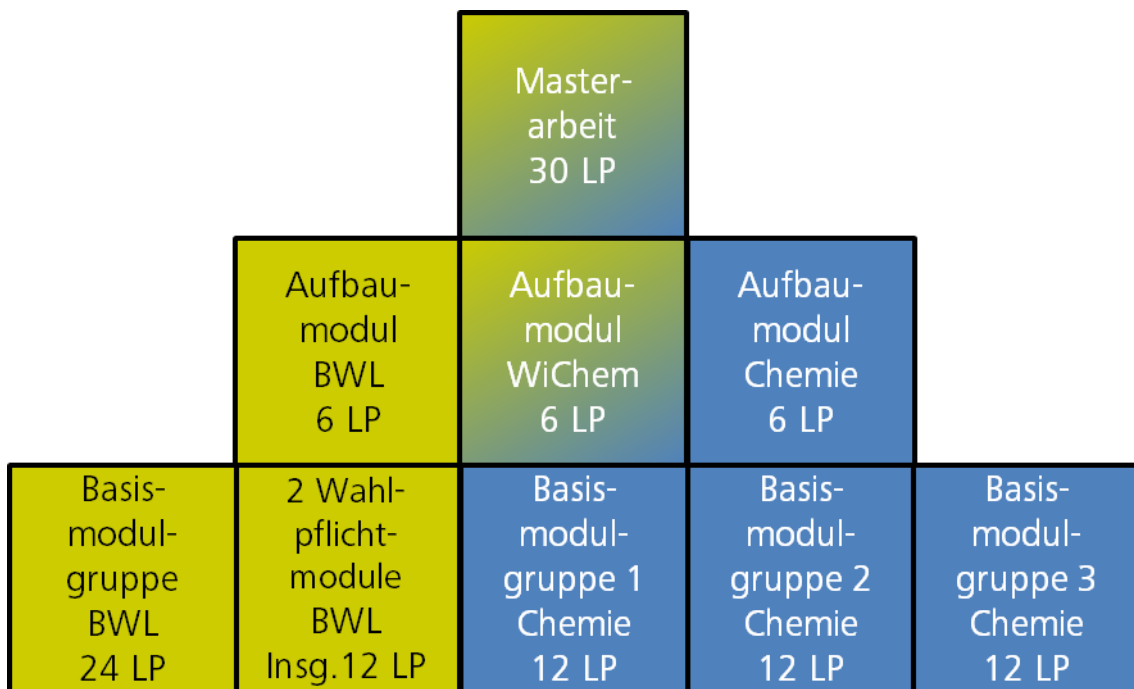 Master-
arbeit
30 LP
Aufbau-
modul
BWL
6 LP
Aufbau-
modul
WiChem
6 LP
Aufbau-
modul
Chemie
6 LP
Basis-
modul-
gruppe
BWL
24 LP
2 Wahl-
pflicht-
module
BWL
Insg.12 LP
Basis-
modul-
gruppe 1
Chemie
12 LP
Basis-
modul-
gruppe 2
Chemie
12 LP
Basis-
modul-
gruppe 3
Chemie
12 LP